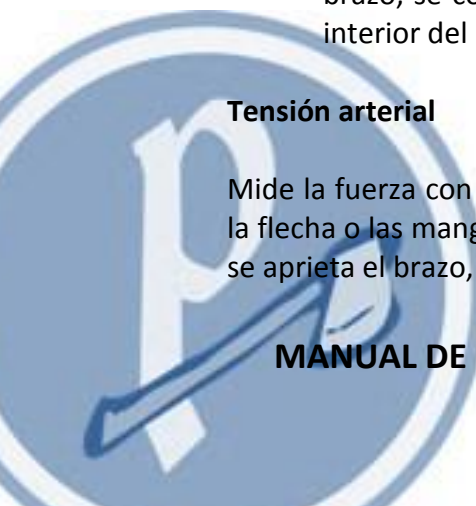 brazo, se co
interior del
Tensión arterial
Mide la fuerza con
la flecha o las mang
se aprieta el brazo,
MANUAL DE
p